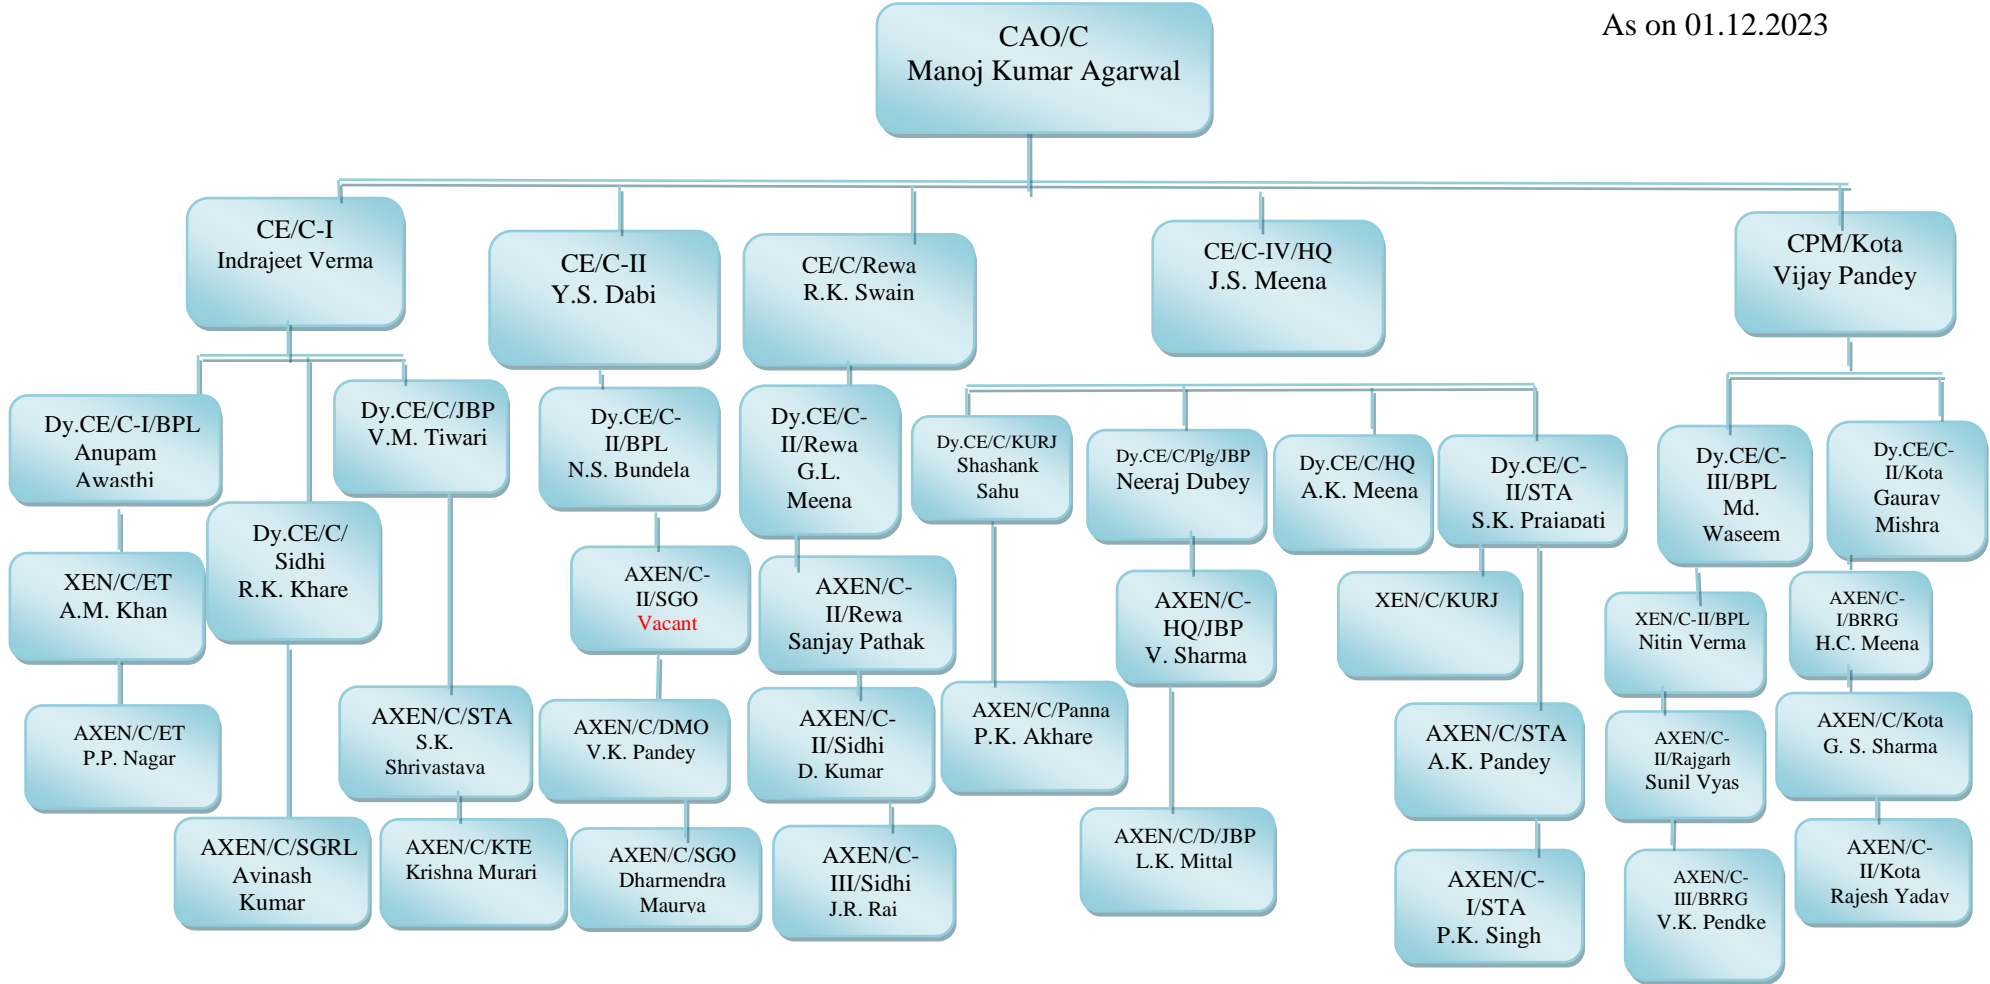 As on 01.12.2023
CAO/C
Manoj Kumar Agarwal
CE/C-I
Indrajeet Verma
CE/C-II
Y.S. Dabi
CE/C/Rewa
R.K. Swain
CE/C-IV/HQ
J.S. Meena
CPM/Kota
Vijay Pandey
Dy.CE/C-I/BPL
Anupam
Awasthi
Dy.CE/C/JBP
V.M. Tiwari
Dy.CE/C-
II/BPL
N.S. Bundela
Dy.CE/C-
II/Rewa
G.L.
Meena
Dy.CE/C/KURJ
Shashank
Sahu
Dy.CE/C/Plg/JBP
Neeraj Dubey
Dy.CE/C/HQ
A.K. Meena
Dy.CE/C-
II/STA
S.K. Prajapati
Dy.CE/C-
III/BPL
Md.
Waseem
Dy.CE/C-
II/Kota
Gaurav
Mishra
XEN/C/ET
A.M. Khan
Dy.CE/C/
Sidhi
R.K. Khare
AXEN/C-
II/SGO
Vacant
AXEN/C-
II/Rewa
Sanjay Pathak
AXEN/C-
HQ/JBP
V. Sharma
XEN/C/KURJ
XEN/C-II/BPL
Nitin Verma
AXEN/C-
I/BRRG
H.C. Meena
AXEN/C/ET
P.P. Nagar
AXEN/C/STA
S.K.
Shrivastava
AXEN/C/DMO
V.K. Pandey
AXEN/C-
II/Sidhi
D. Kumar
AXEN/C/Panna
P.K. Akhare
AXEN/C/STA
A.K. Pandey
AXEN/C-
II/Rajgarh
Sunil Vyas
AXEN/C/Kota
G. S. Sharma
AXEN/C/SGRL
Avinash
Kumar
AXEN/C/KTE
Krishna Murari
AXEN/C/SGO
Dharmendra
Maurya
AXEN/C-
III/Sidhi
J.R. Rai
AXEN/C/D/JBP
L.K. Mittal
AXEN/C-
I/STA
P.K. Singh
AXEN/C-
III/BRRG
V.K. Pendke
AXEN/C-
II/Kota
Rajesh Yadav